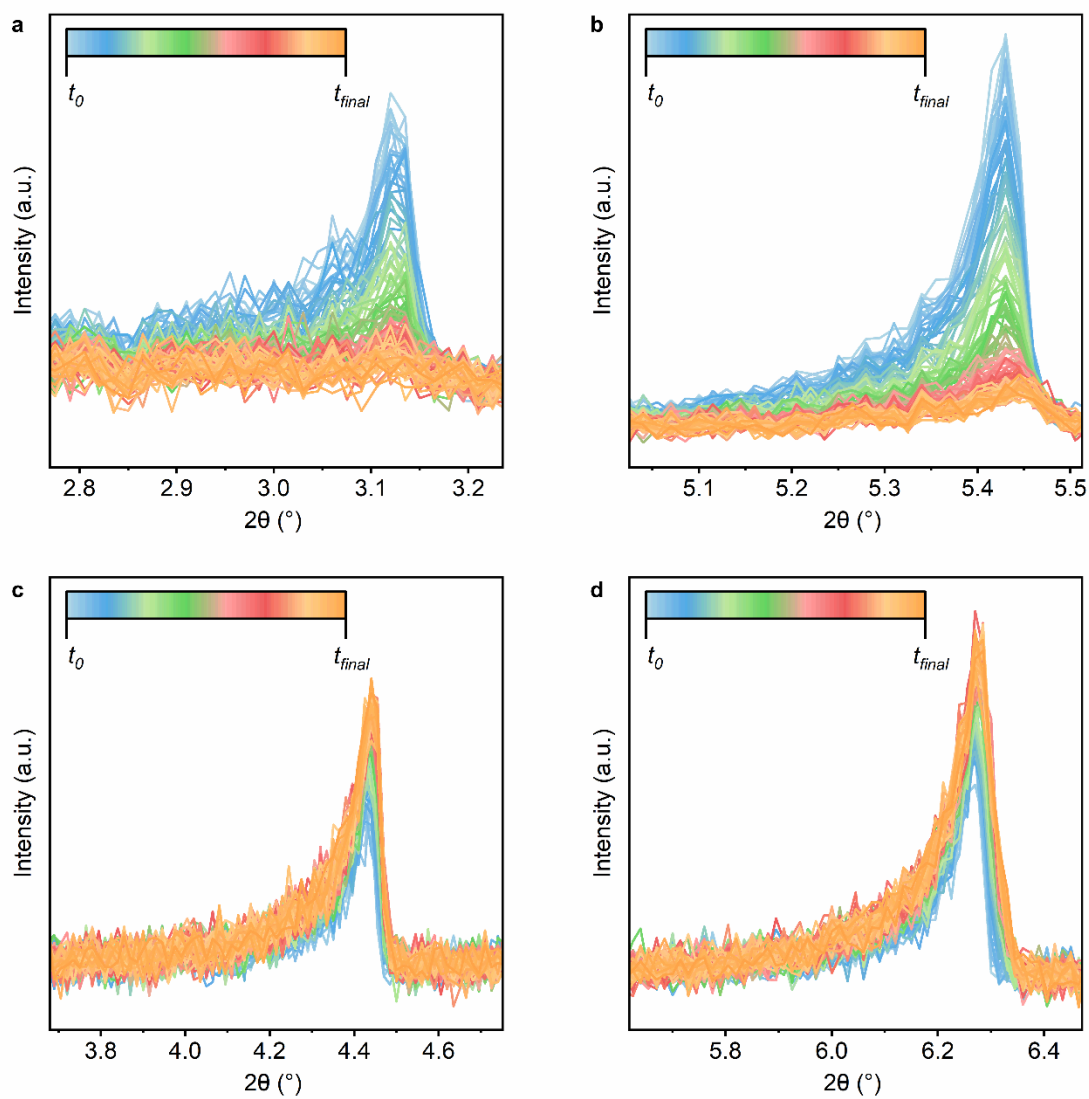 a
t0
tfinal
Intensity (a.u.)
2.8 2.9 3.0 3.1 3.2
2θ (°)
b
t0
tfinal
Intensity (a.u.)
5.1 5.2 5.3 5.4 5.5
2θ (°)
c
t0
tfinal
Intensity (a.u.)
3.8 4.0 4.2 4.4 4.6
2θ (°)
d
t0
tfinal
Intensity (a.u.)
5.8 6.0 6.2 6.4
2θ (°)